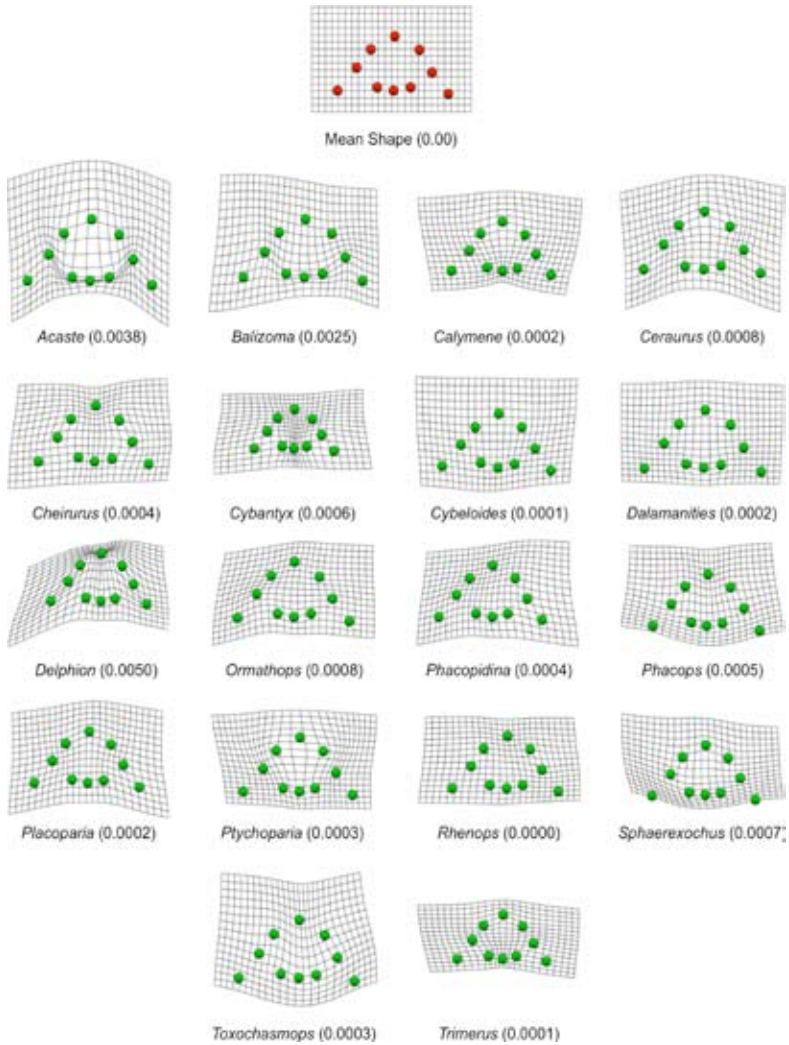 Mean Shape (0.00)
Acaste (0.0038) Balizoma (0.0025) Calymene (0.0002) Ceraurus (0.0008)
Cheirurus (0.0004) Cybantyx (0.0006) Cybeloides (0.0001) Dalamanities (0.0002)
Delphion (0.0050) Ormathops (0.0008) Phacopidina (0.0004) Phacops (0.0005)
Placoparia (0.0002) Ptychoparia (0.0003) Rhenops (0.0000) Sphaerexochus (0.0007)
Toxochasmops (0.0003) Trimerus (0.0001)